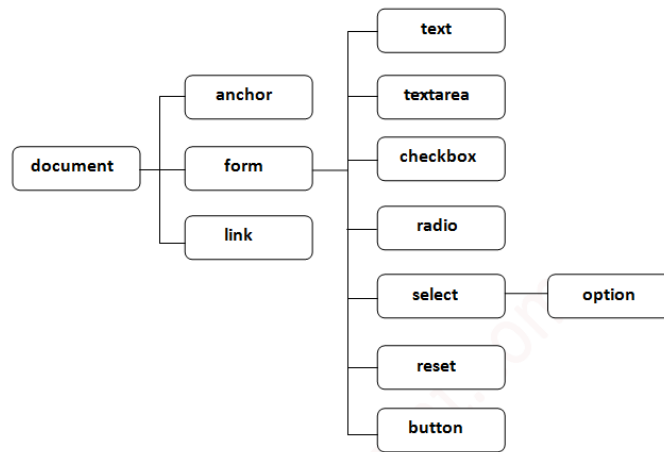 text
anchor
textarea
checkbox
document
form
radio
link
select
option
reset
button